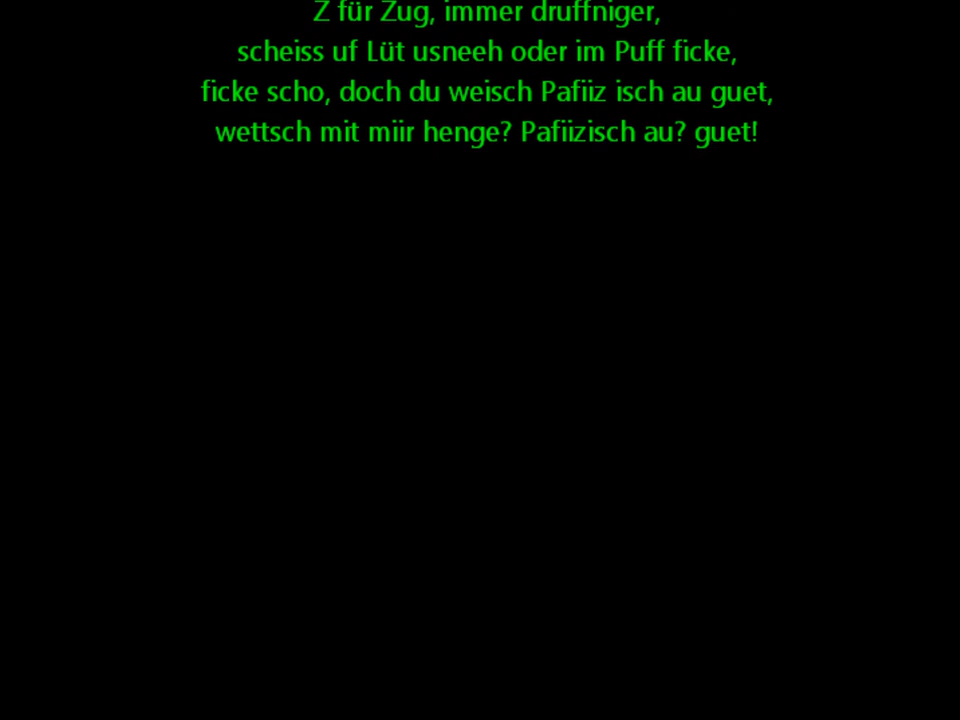 Z für Zug, immer druffniger,
scheiss uf Lüt usneeh oder im Puff ficke,
ficke scho, doch du weisch Pafiiz isch au guet,
wettsch mit miir henge? Pafiizisch au? guet!